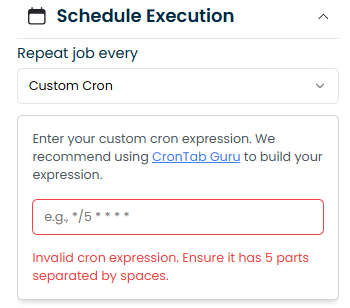 Schedule Execution
Repeat job every
Custom Cron
Enter your custom cron expression. We
recommend using CronTab Guru to build your
expression.
e.g., */5 * * * *
Invalid cron expression. Ensure it has 5 parts
separated by spaces.